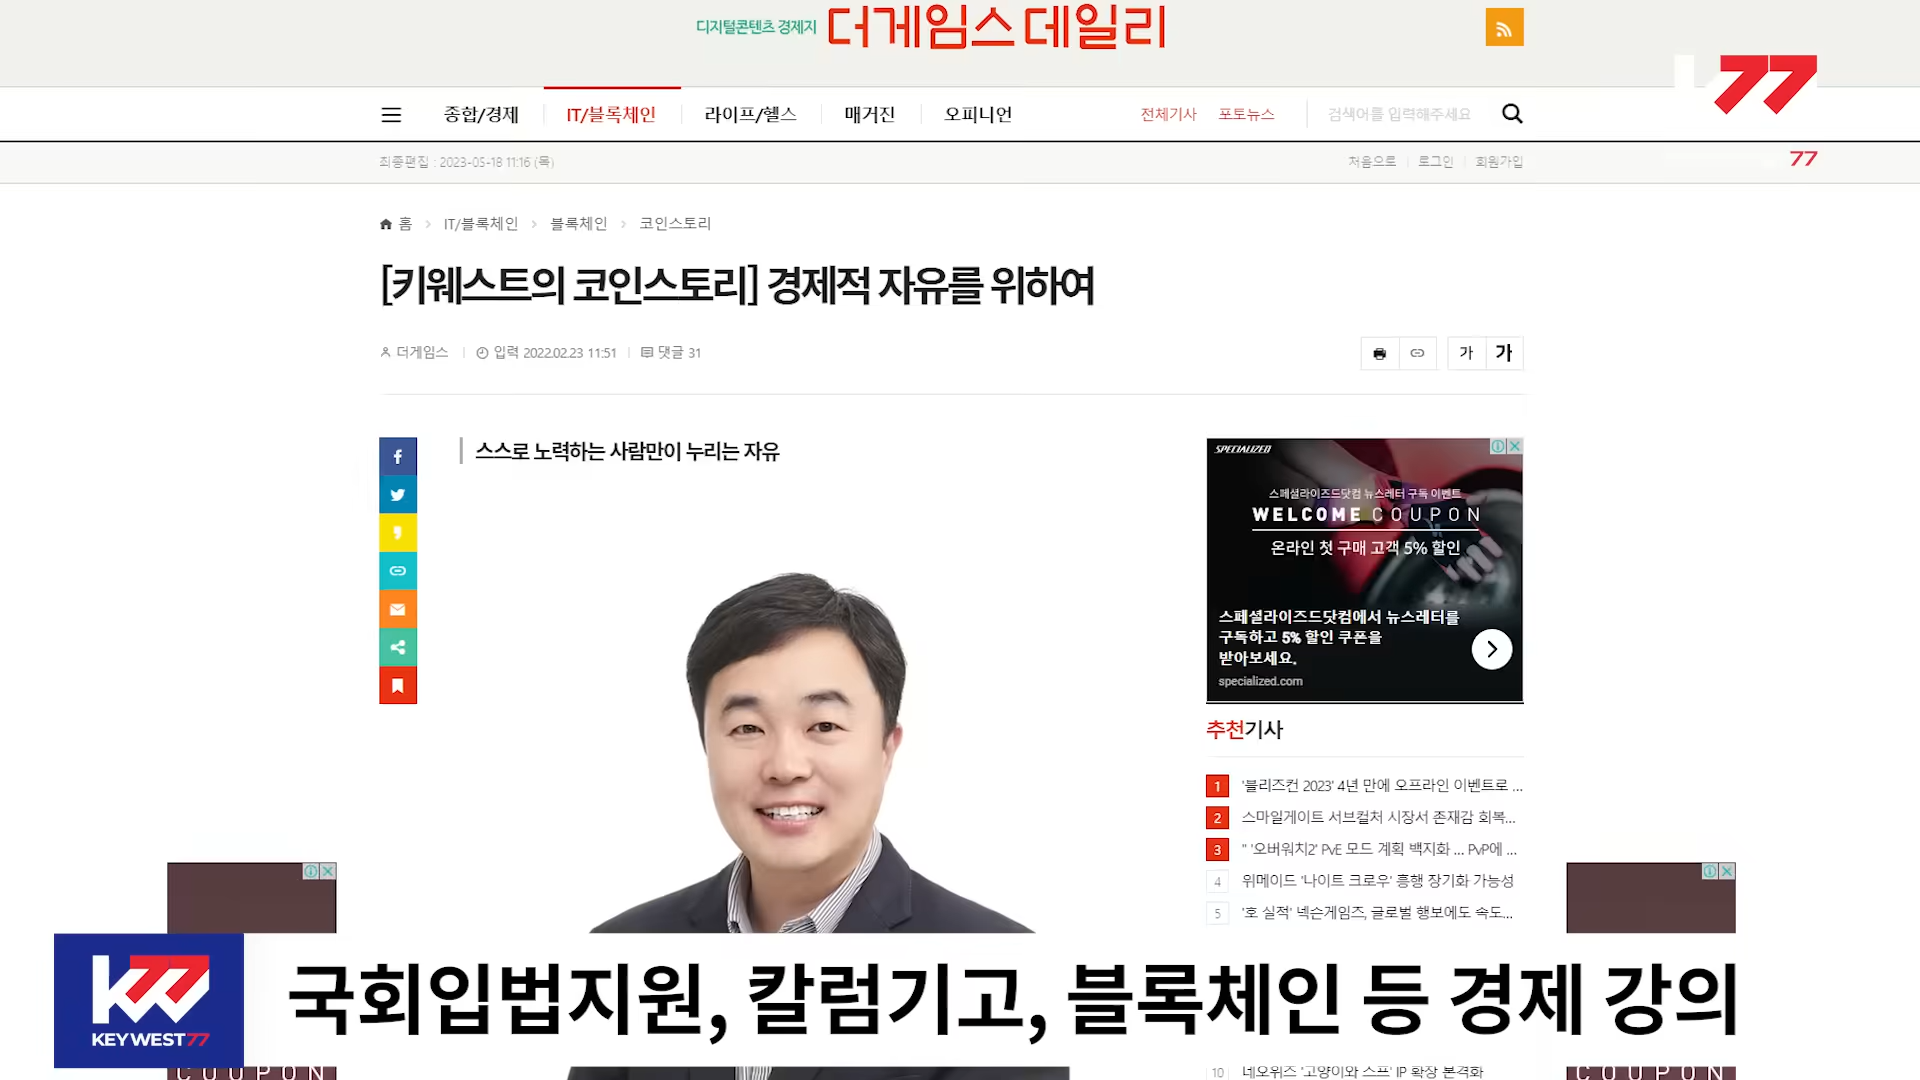 디지털콘텐츠 경제지 더게임스데일리
77
종합/경제 IT/블록체인 라이프/헬스 매거진 오피니언 전체기사 포토뉴스 검색어를 입력해주세요
최종편집 : 2023-05-18 11:16 (목) 처음으로 로그인 회원가입
77
홈 IT/블록체인 블록체인 코인스토리
[키웨스트의 코인스토리] 경제적 자유를 위하여
더게임스 입력 2022.02.23 11:51 댓글 31
가 가
스스로 노력하는 사람만이 누리는 자유
SPECIALIZED
스페셜라이즈드닷컴 뉴스레터 구독 이벤트
WELCOME COUPON
온라인 첫 구매 고객 5% 할인
스페셜라이즈드닷컴에서 뉴스레터를
구독하고 5% 할인 쿠폰을
받아보세요.
specialized.com
추천기사
1 '블리즈컨 2023' 4년 만에 오프라인 이벤트로 ...
2 스마일게이트 서브컬처 시장서 존재감 회복...
3 " '오버워치2' PvE 모드 계획 백지화 ... PvP에 ...
4 위메이드 '나이트 크로우' 흥행 장기화 가능성
5 '호 실적' 넥슨게임즈, 글로벌 행보에도 속도...
K77
KEYWEST77
국회입법지원, 칼럼기고, 블록체인 등 경제 강의
COUPON
10 네오위즈 '고양이와 스프' IP 확장 본격화
COUPON